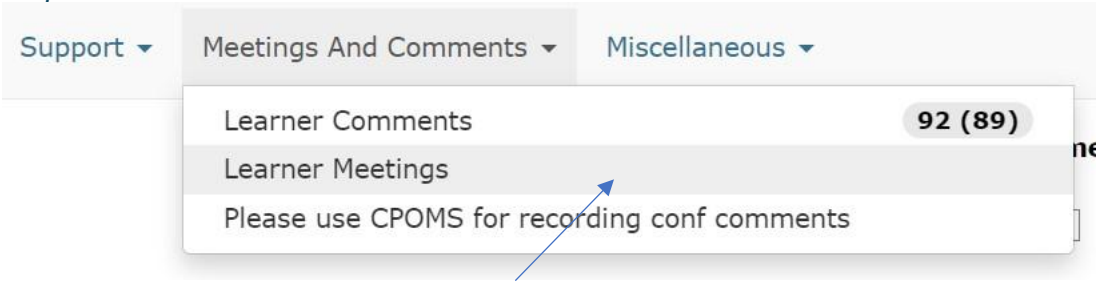 Support Meetings And Comments Miscellaneous
Learner Comments 92 (89)
Learner Meetings
Please use CPOMS for recording conf comments